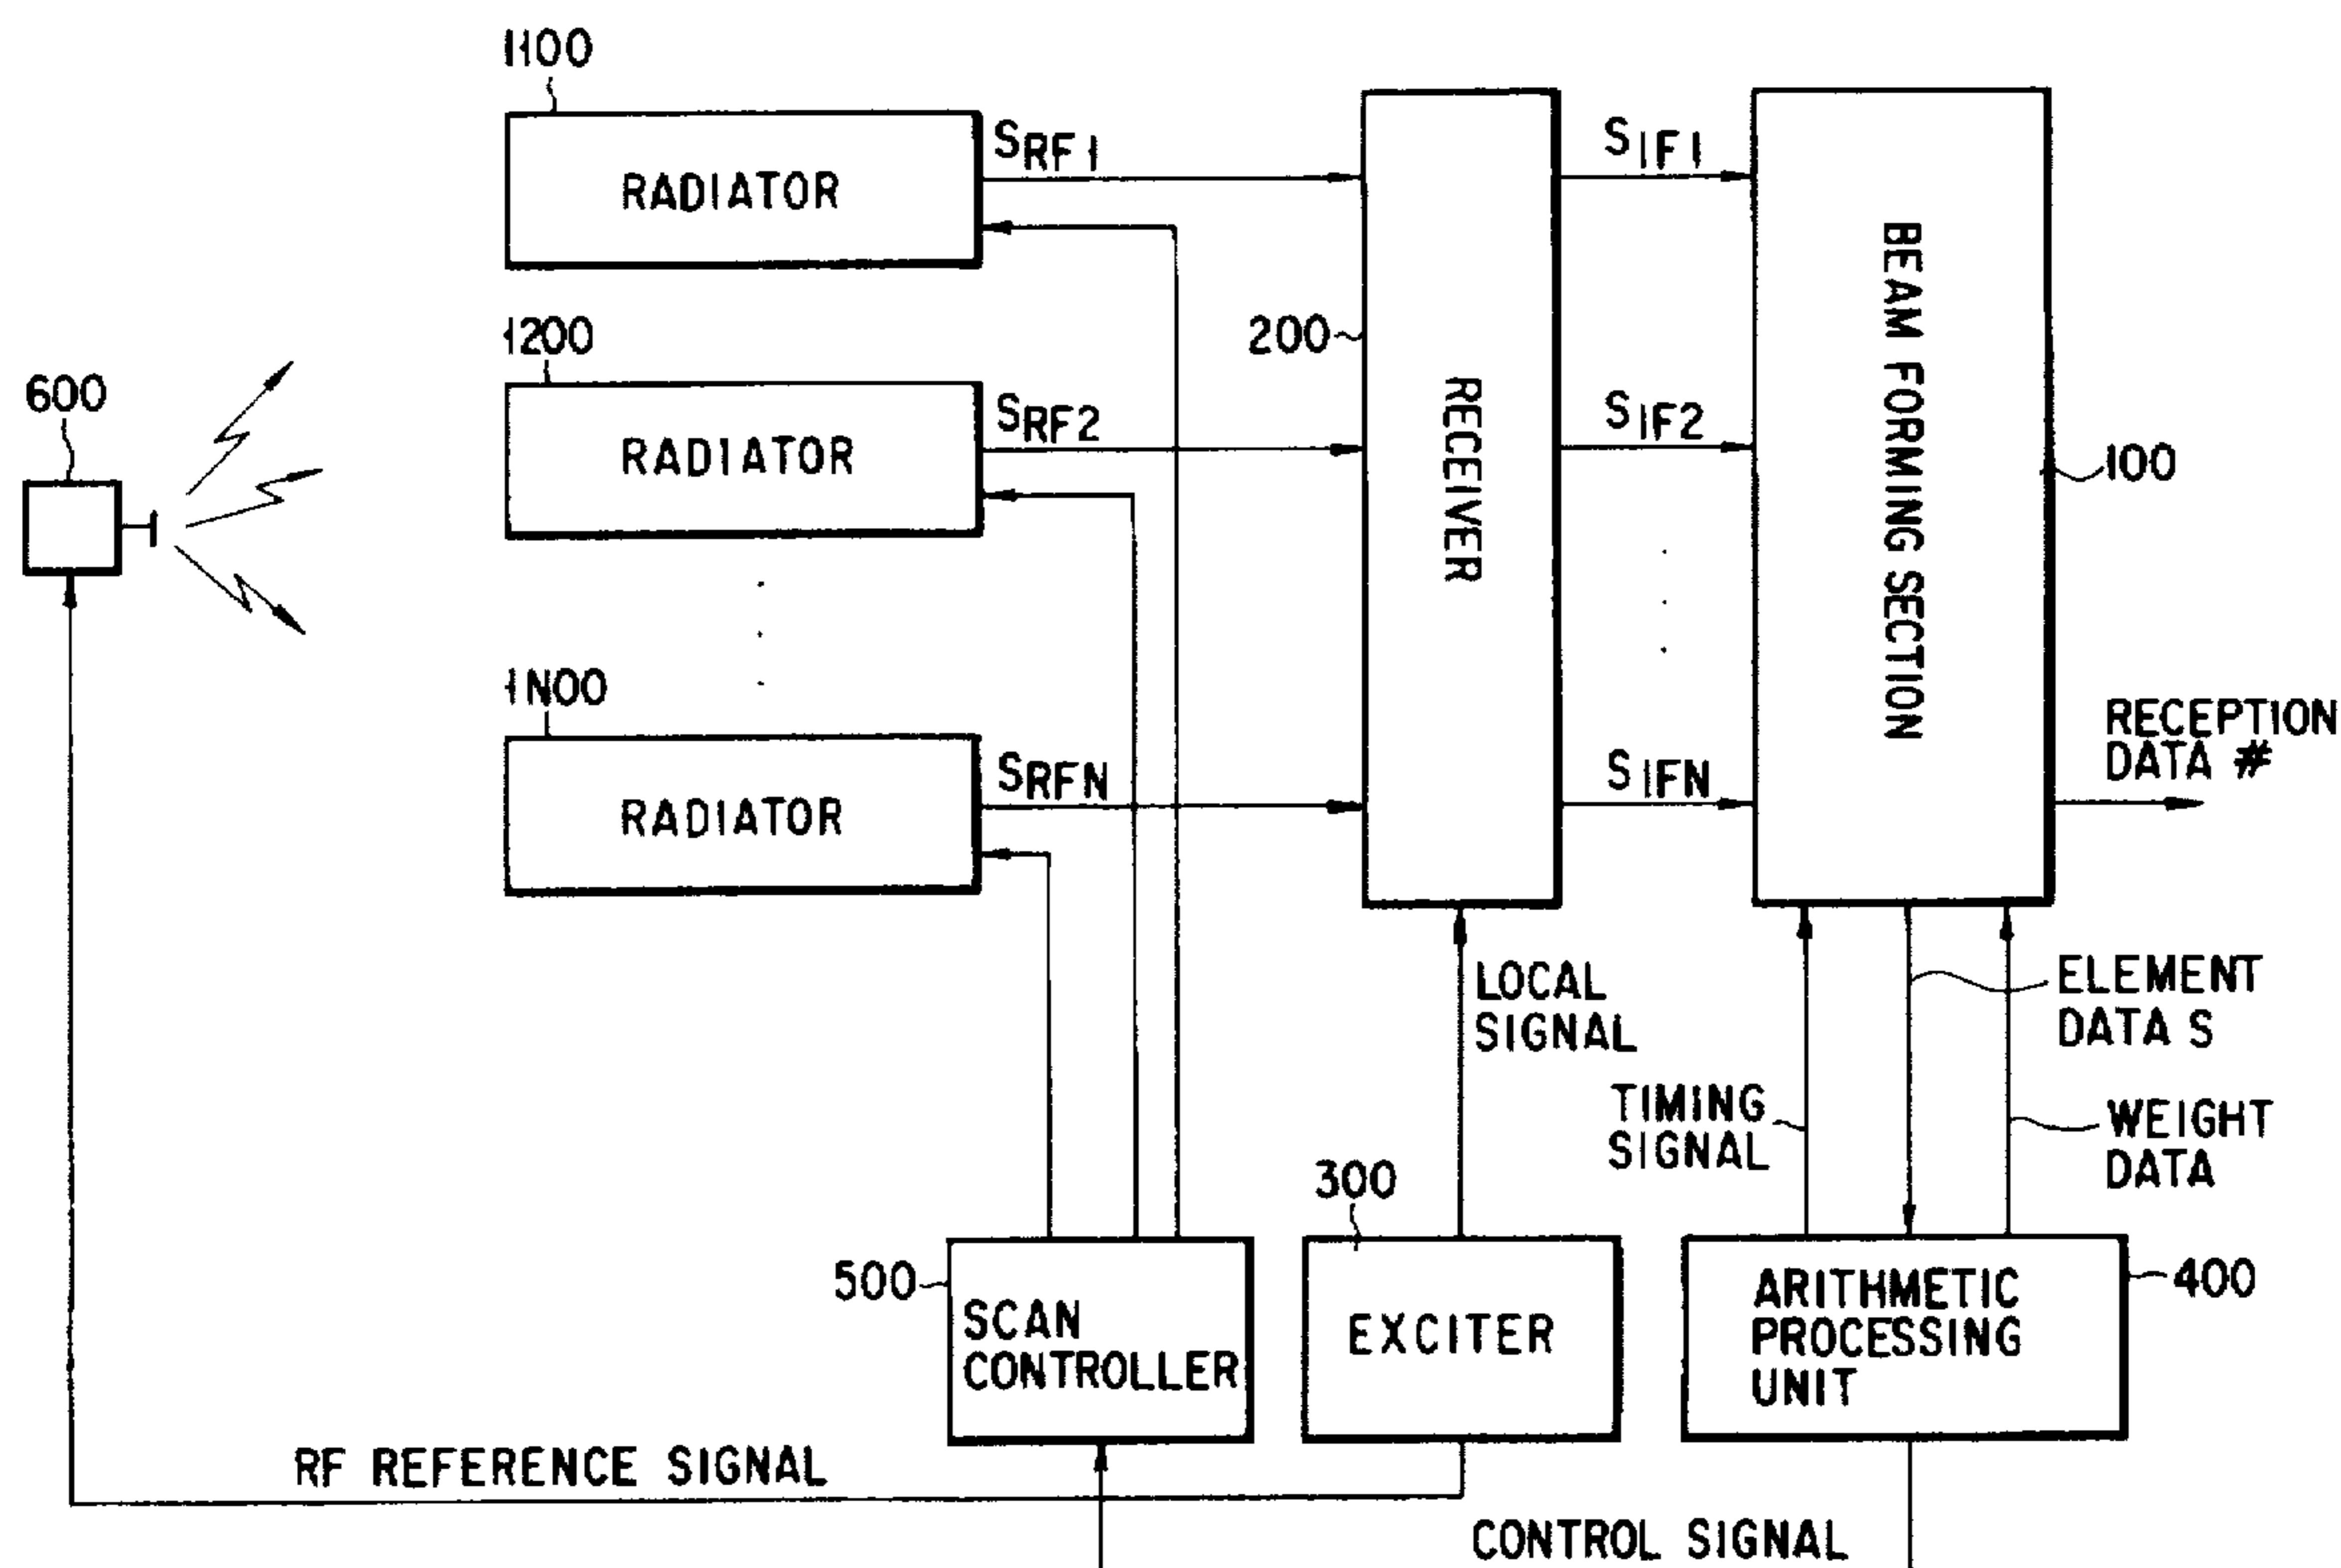 1100
RADIATOR
SRF1
SIF1
1200
RADIATOR
SRF2
200
RECEIVER
SIF2
BEAM FORMING SECTION
100
600
1N00
RADIATOR
SRFN
SIFN
RECEPTION
DATA #
LOCAL
SIGNAL
ELEMENT
DATA S
TIMING
SIGNAL
WEIGHT
DATA
500
SCAN
CONTROLLER
300
EXCITER
400
ARITHMETIC
PROCESSING
UNIT
RF REFERENCE SIGNAL
CONTROL SIGNAL